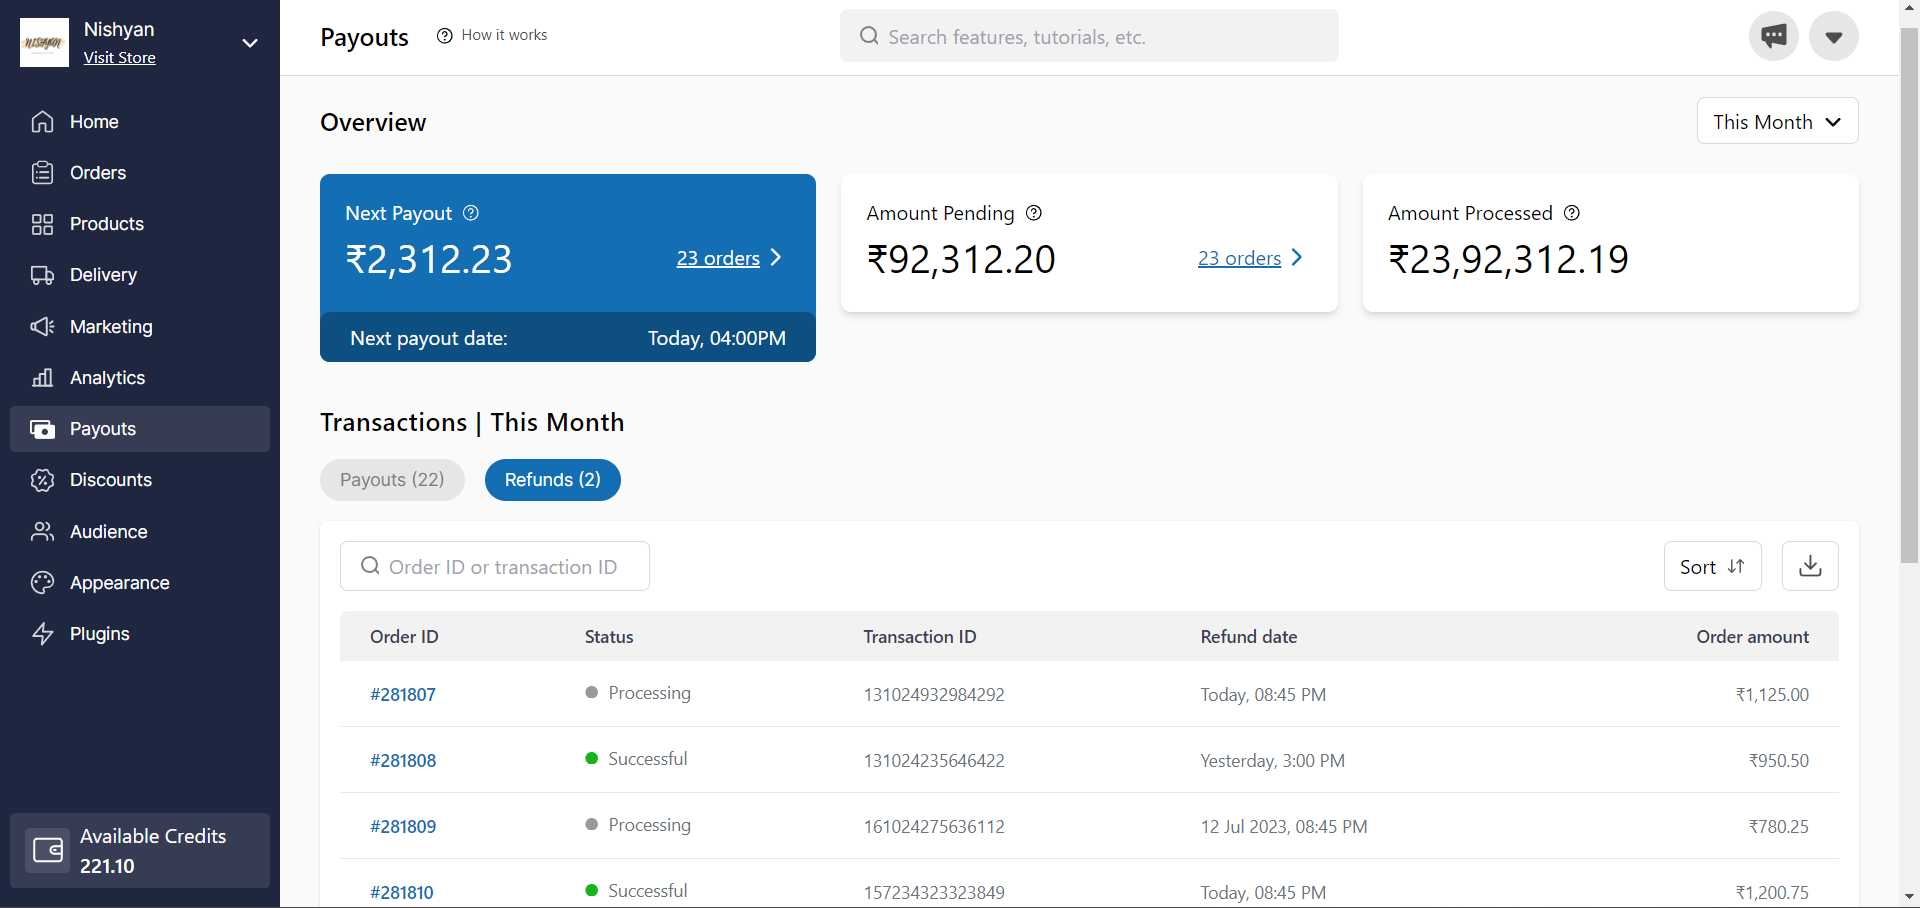 NISHYAN
Nishyan
Visit Store
Home
Orders
Products
Delivery
Marketing
Analytics
Payouts
Discounts
Audience
Appearance
Plugins
Available Credits
221.10
Payouts How it works
Search features, tutorials, etc.
Overview
This Month
Next Payout
₹2,312.23 23 orders
Next payout date: Today, 04:00PM
Amount Pending
₹92,312.20 23 orders
Amount Processed
₹23,92,312.19
Transactions | This Month
Payouts (22) Refunds (2)
Order ID or transaction ID Sort
Order ID Status Transaction ID Refund date Order amount
#281807 Processing 131024932984292 Today, 08:45 PM ₹1,125.00
#281808 Successful 131024235646422 Yesterday, 3:00 PM ₹950.50
#281809 Processing 161024275636112 12 Jul 2023, 08:45 PM ₹780.25
#281810 Successful 157234323323849 Today, 08:45 PM ₹1,200.75